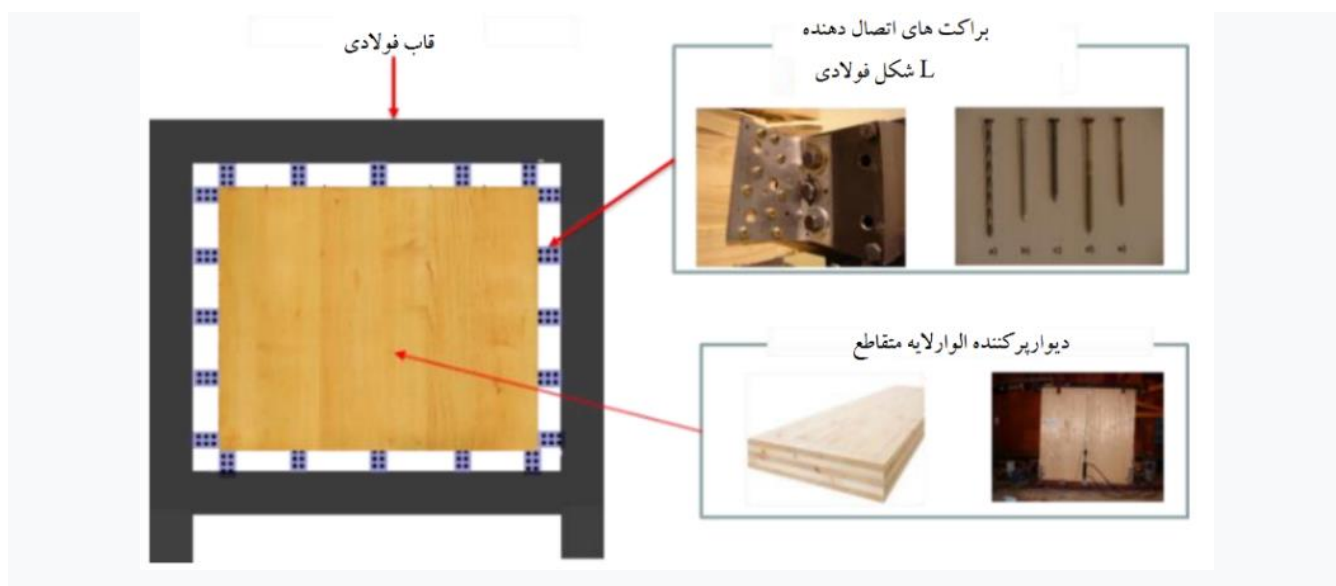 براکت های اتصال دهنده
L شکل فولادی
قاب فولادی
دیوارپرکننده الوارلایه متقاطع